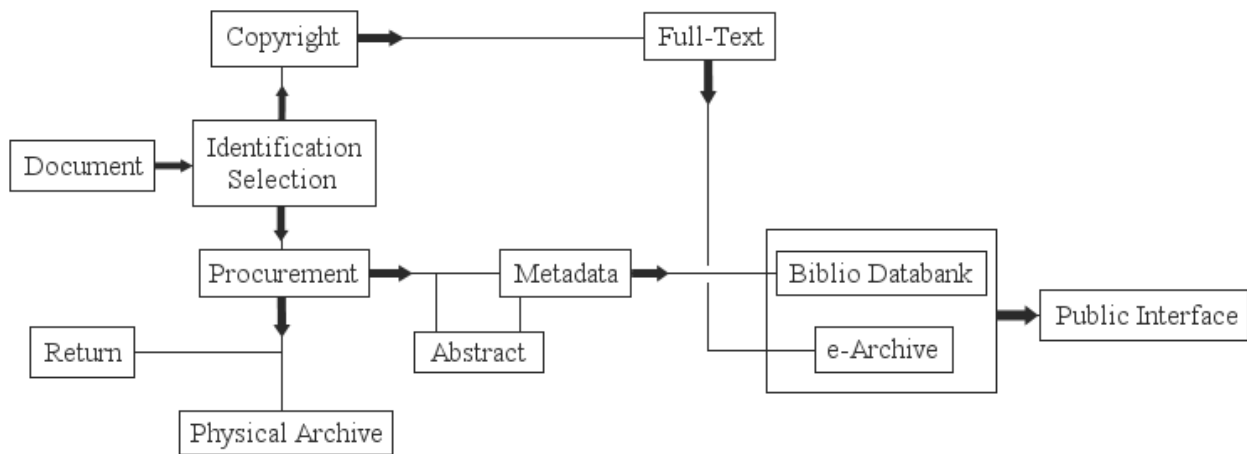 Copyright
Full-Text
Document
Identification
Selection
Procurement
Metadata
Biblio Databank
Public Interface
Return
Abstract
e-Archive
Physical Archive